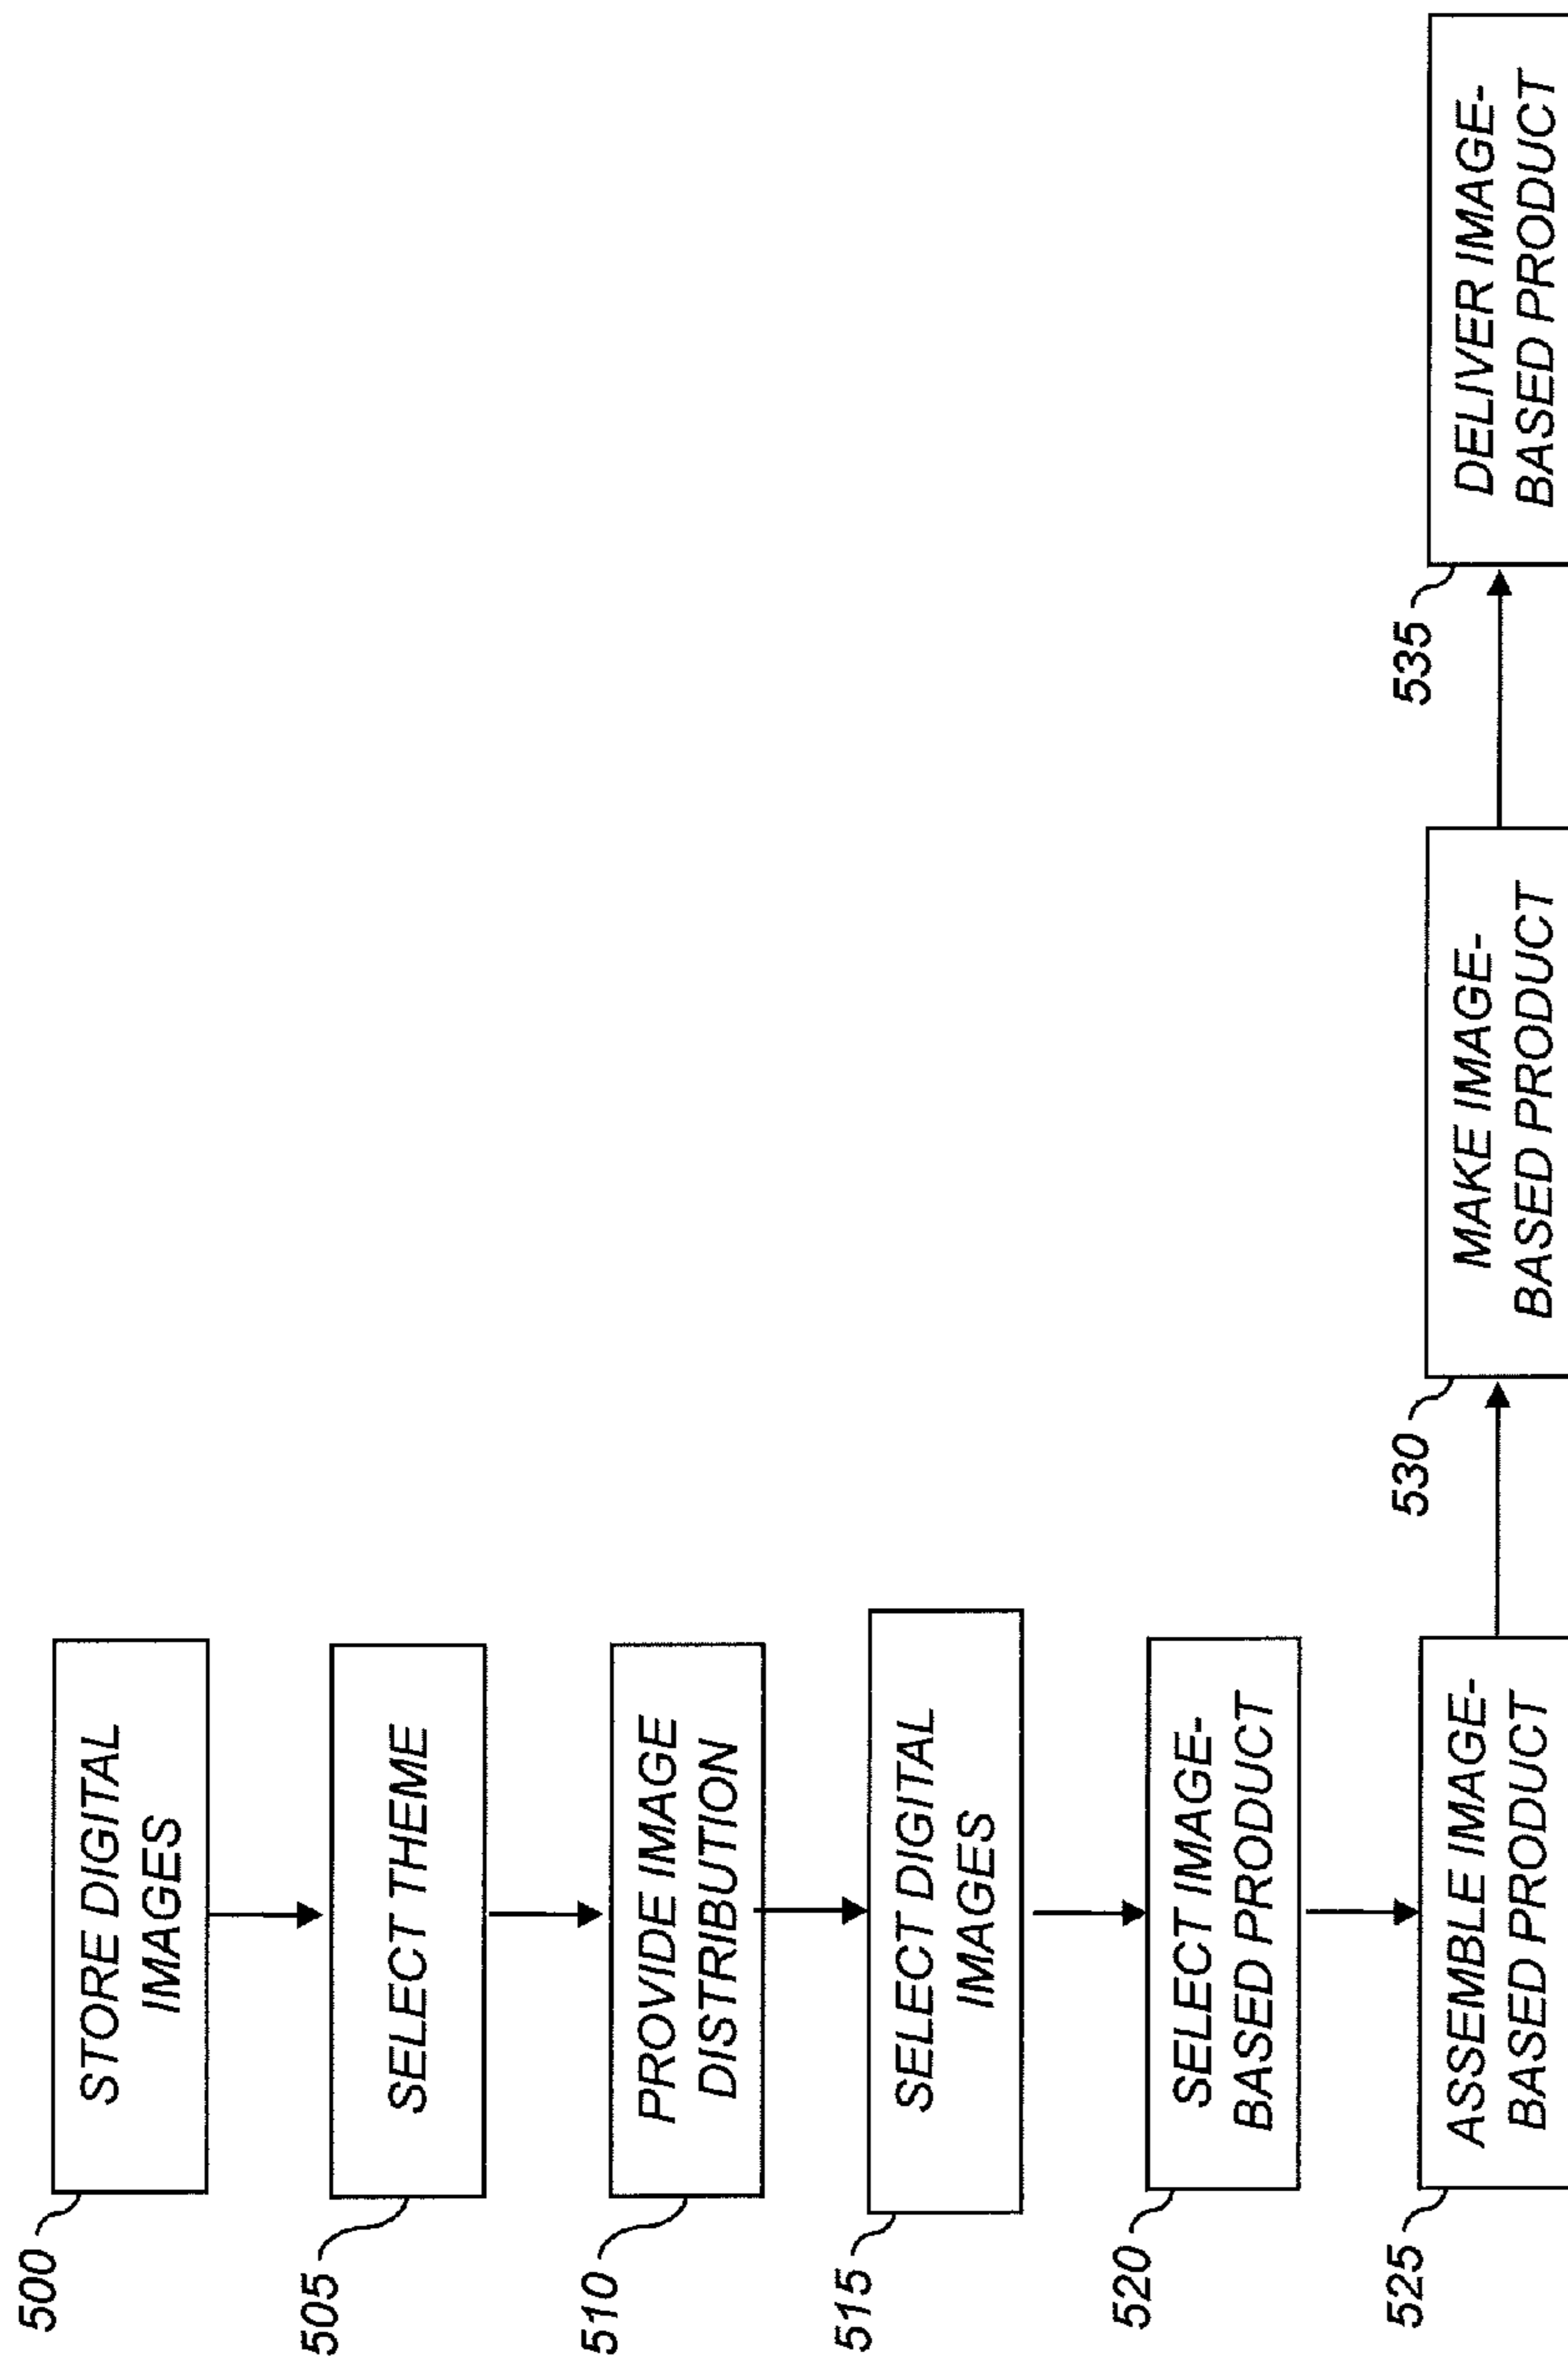 500
STORE DIGITAL
IMAGES
505
SELECT THEME
510
PROVIDE IMAGE
DISTRIBUTION
515
SELECT DIGITAL
IMAGES
520
SELECT IMAGE-
BASED PRODUCT
525
ASSEMBLE IMAGE-
BASED PRODUCT
530
MAKE IMAGE-
BASED PRODUCT
535
DELIVER IMAGE-
BASED PRODUCT